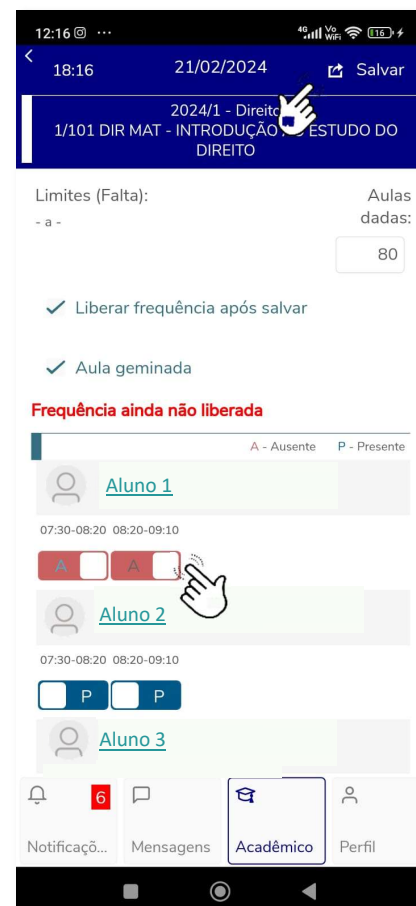 12:16 ...
4G Vo WiFi 16
18:16 21/02/2024 Salvar
2024/1 - Direito
1/101 DIR MAT - INTRODUÇÃO ESTUDO DO
DIREITO
Limites (Falta):
- a -
Aulas
dadas:
80
Liberar frequência após salvar
Aula geminada
Frequência ainda não liberada
A - Ausente P - Presente
Aluno 1
07:30-08:20 08:20-09:10
A A
Aluno 2
07:30-08:20 08:20-09:10
P P
Aluno 3
6
Notificaçõ... Mensagens Acadêmico Perfil